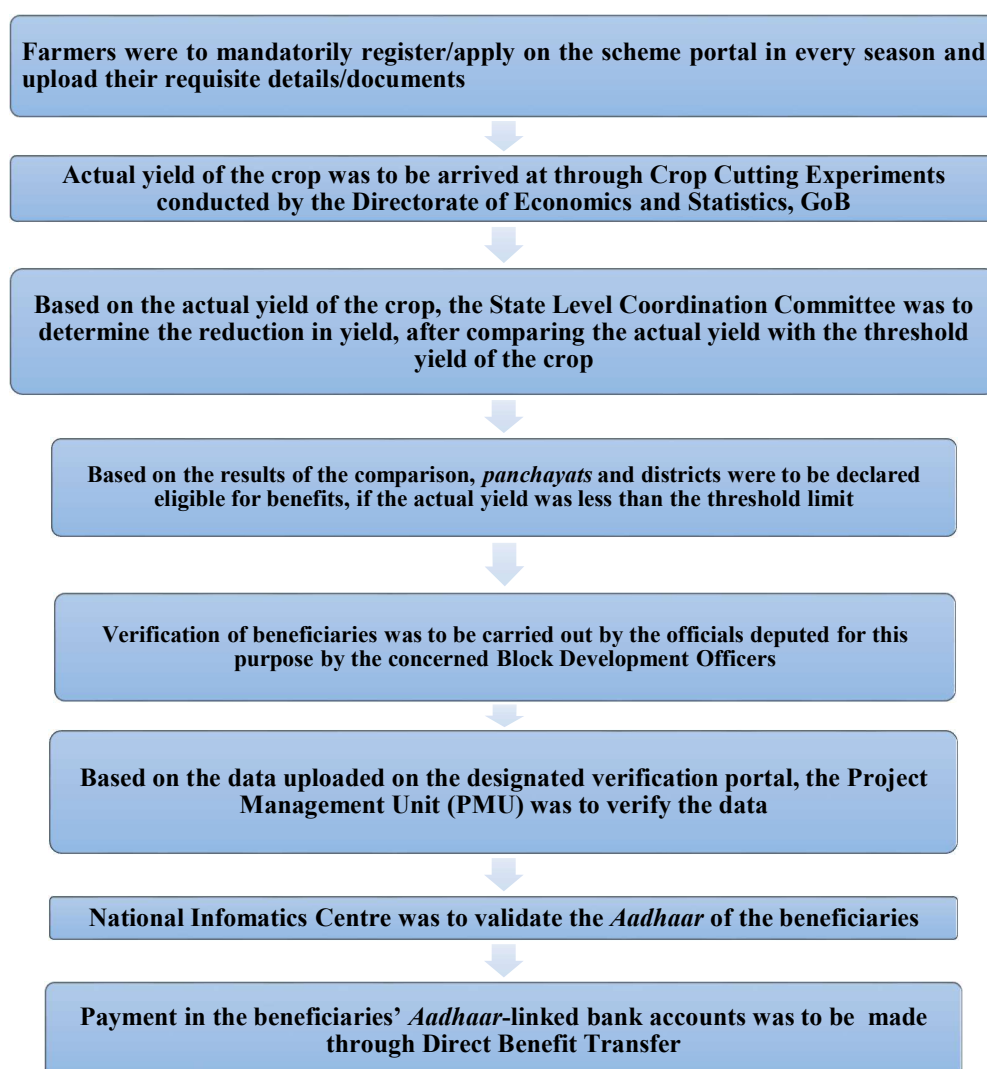 Farmers were to mandatorily register/apply on the scheme portal in every season and
upload their requisite details/documents
Actual yield of the crop was to be arrived at through Crop Cutting Experiments
conducted by the Directorate of Economics and Statistics, GoB
Based on the actual yield of the crop, the State Level Coordination Committee was to
determine the reduction in yield, after comparing the actual yield with the threshold
yield of the crop
Based on the results of the comparison, panchayats and districts were to be declared
eligible for benefits, if the actual yield was less than the threshold limit
Verification of beneficiaries was to be carried out by the officials deputed for this
purpose by the concerned Block Development Officers
Based on the data uploaded on the designated verification portal, the Project
Management Unit (PMU) was to verify the data
National Infomatics Centre was to validate the Aadhaar of the beneficiaries
Payment in the beneficiaries’ Aadhaar-linked bank accounts was to be made
through Direct Benefit Transfer